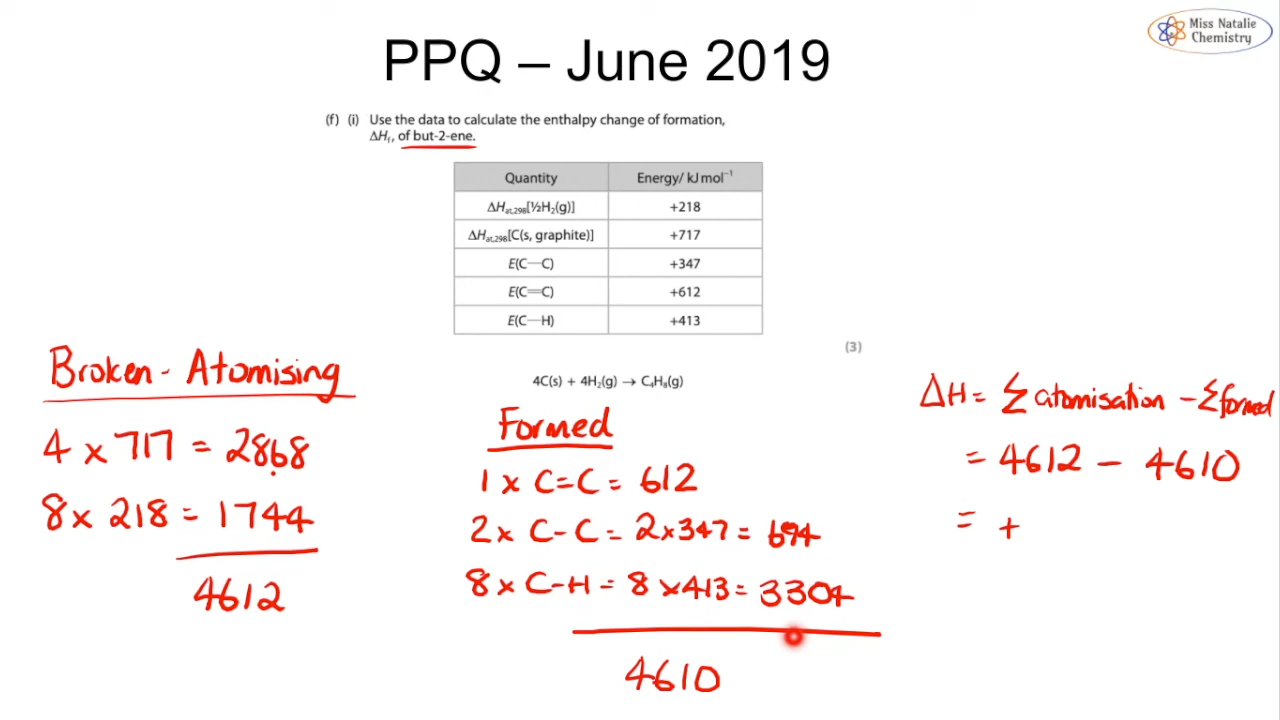 Miss Natalie
Chemistry
PPQ – June 2019
(f) (i) Use the data to calculate the enthalpy change of formation,
ΔHf, of but-2-ene.
Quantity Energy/ kJ mol⁻¹
ΔHat,298[½H₂(g)] +218
ΔHat,298[C(s, graphite)] +717
E(C—C) +347
E(C=C) +612
E(C—H) +413
(3)
4C(s) + 4H₂(g) → C₄H₈(g)
Broken - Atomising
4 x 717 = 2868
8 x 218 = 1744
4612
Formed
1 x C=C = 612
2 x C-C = 2x347 = 694
8 x C-H = 8 x413 = 3304
4610
ΔH = Σ atomisation - Σ formed
= 4612 - 4610
= +